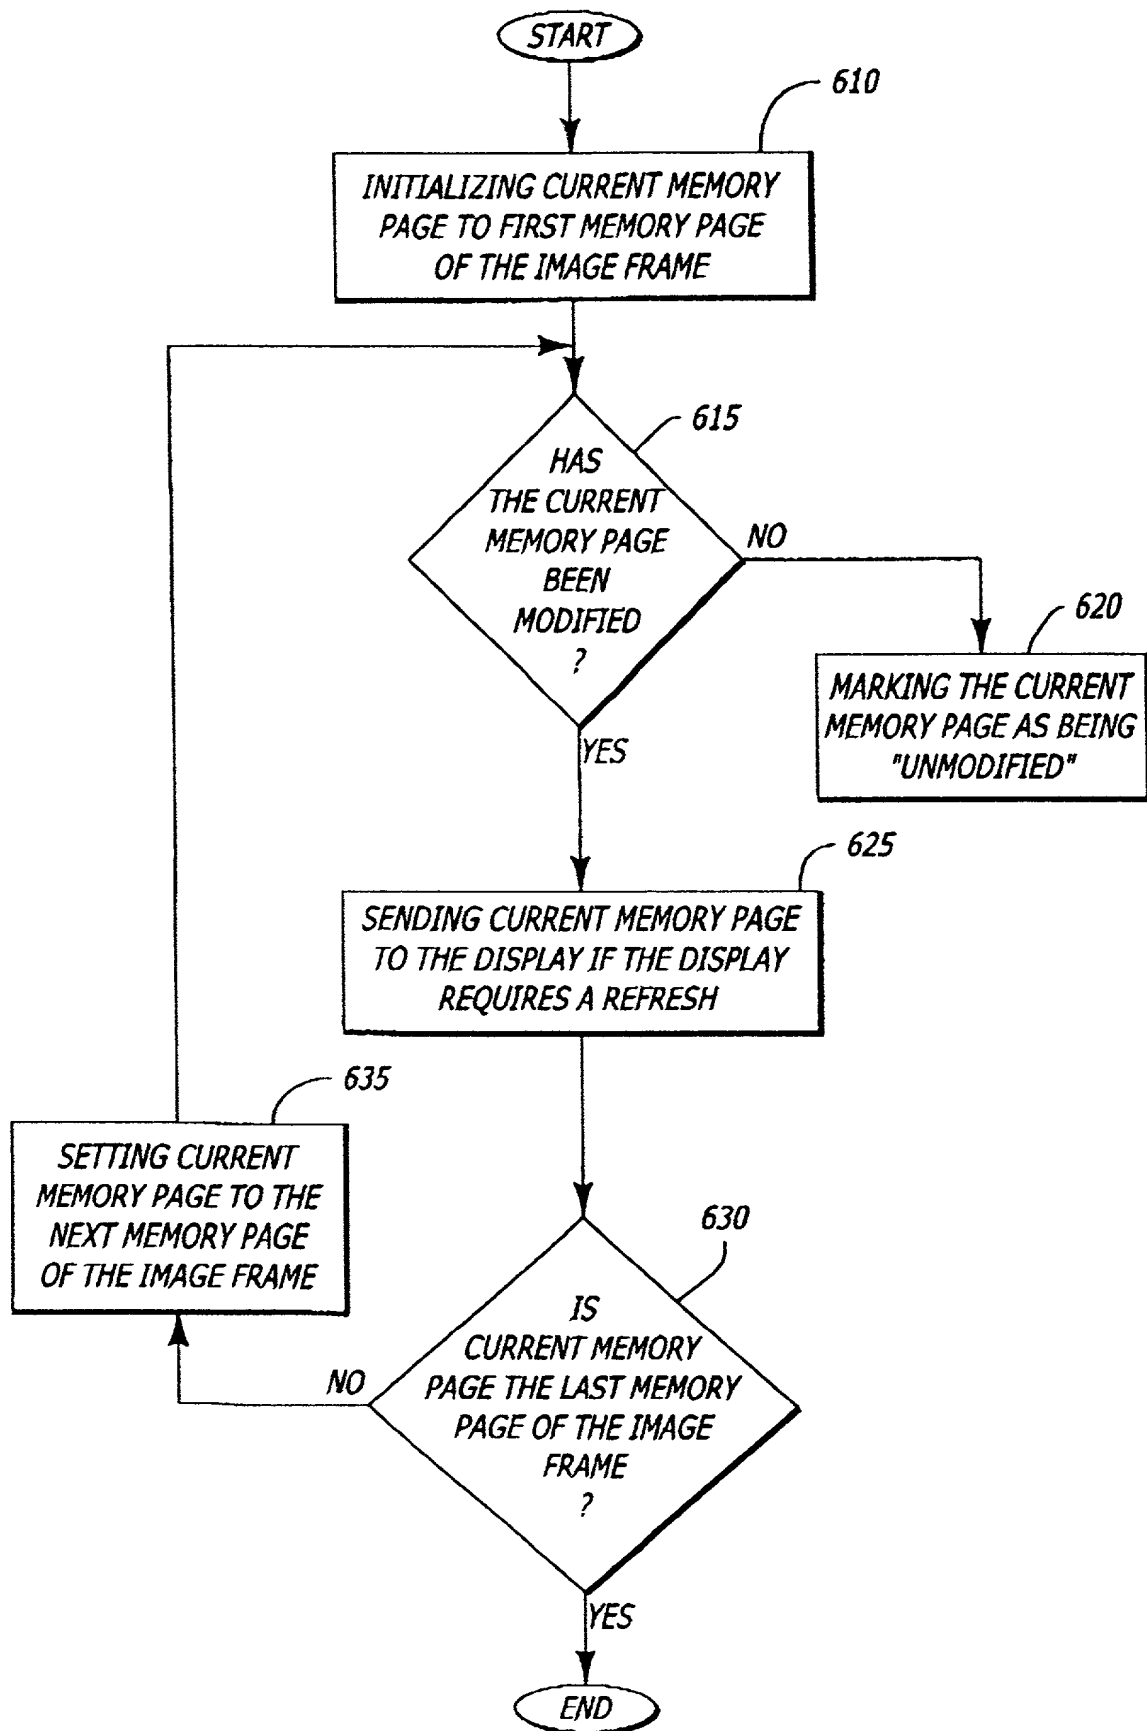 START
610
INITIALIZING CURRENT MEMORY
PAGE TO FIRST MEMORY PAGE
OF THE IMAGE FRAME
615
HAS
THE CURRENT
MEMORY PAGE
BEEN
MODIFIED
?
NO
YES
620
MARKING THE CURRENT
MEMORY PAGE AS BEING
"UNMODIFIED"
625
SENDING CURRENT MEMORY PAGE
TO THE DISPLAY IF THE DISPLAY
REQUIRES A REFRESH
635
SETTING CURRENT
MEMORY PAGE TO THE
NEXT MEMORY PAGE
OF THE IMAGE FRAME
630
IS
CURRENT MEMORY
PAGE THE LAST MEMORY
PAGE OF THE IMAGE
FRAME
?
NO
YES
END